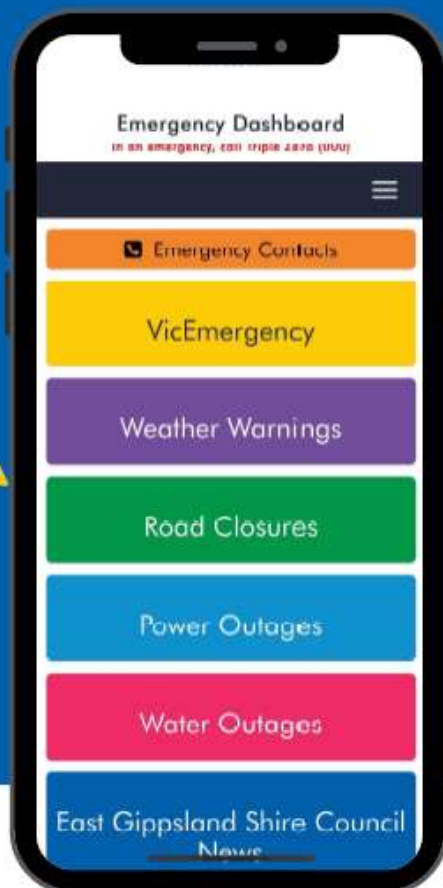 Emergency Dashboard
In an emergency, call Triple Zero (000)
Emergency Contacts
VicEmergency
Weather Warnings
Road Closures
Power Outages
Water Outages
East Gippsland Shire Council
News